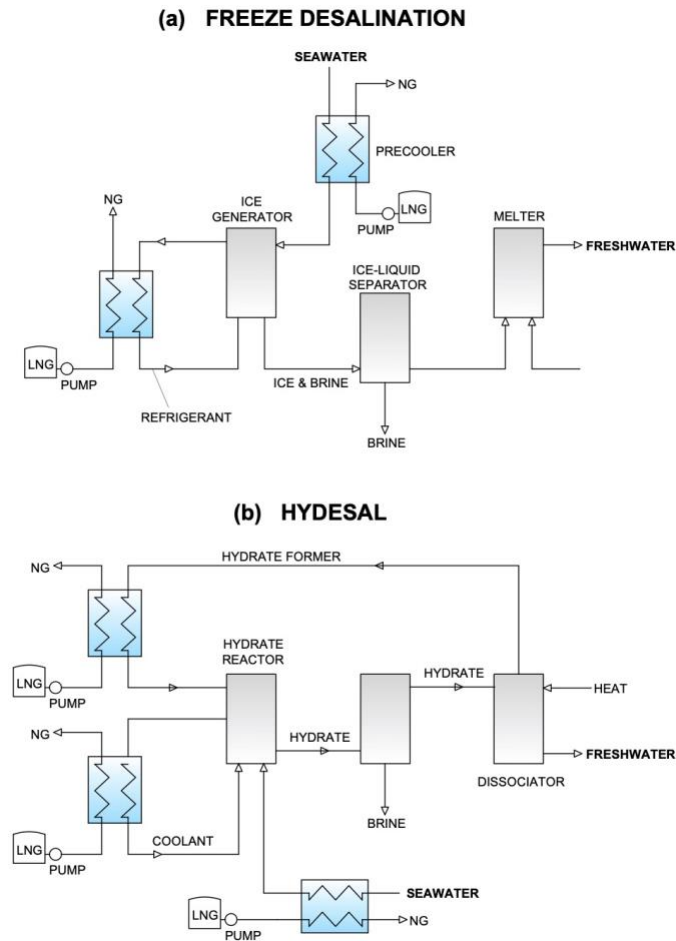 (a) FREEZE DESALINATION
SEAWATER
NG
PRECOOLER
NG
ICE
GENERATOR
LNG
PUMP
MELTER
FRESHWATER
ICE-LIQUID
SEPARATOR
LNG
PUMP
ICE & BRINE
REFRIGERANT
BRINE
(b) HYDESAL
HYDRATE FORMER
NG
HYDRATE
REACTOR
HYDRATE
LNG
PUMP
HEAT
NG
HYDRATE
FRESHWATER
DISSOCIATOR
BRINE
COOLANT
LNG
PUMP
SEAWATER
LNG
NG
PUMP